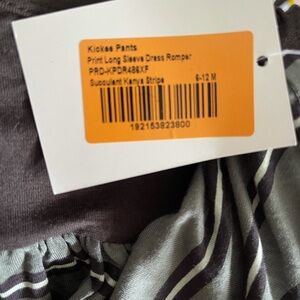 Kickee Pants
Print Long Sleeve Dress Romper
PRD-KPDR486XF
Succulent Kenya Stripe 6-12 M
192153823800